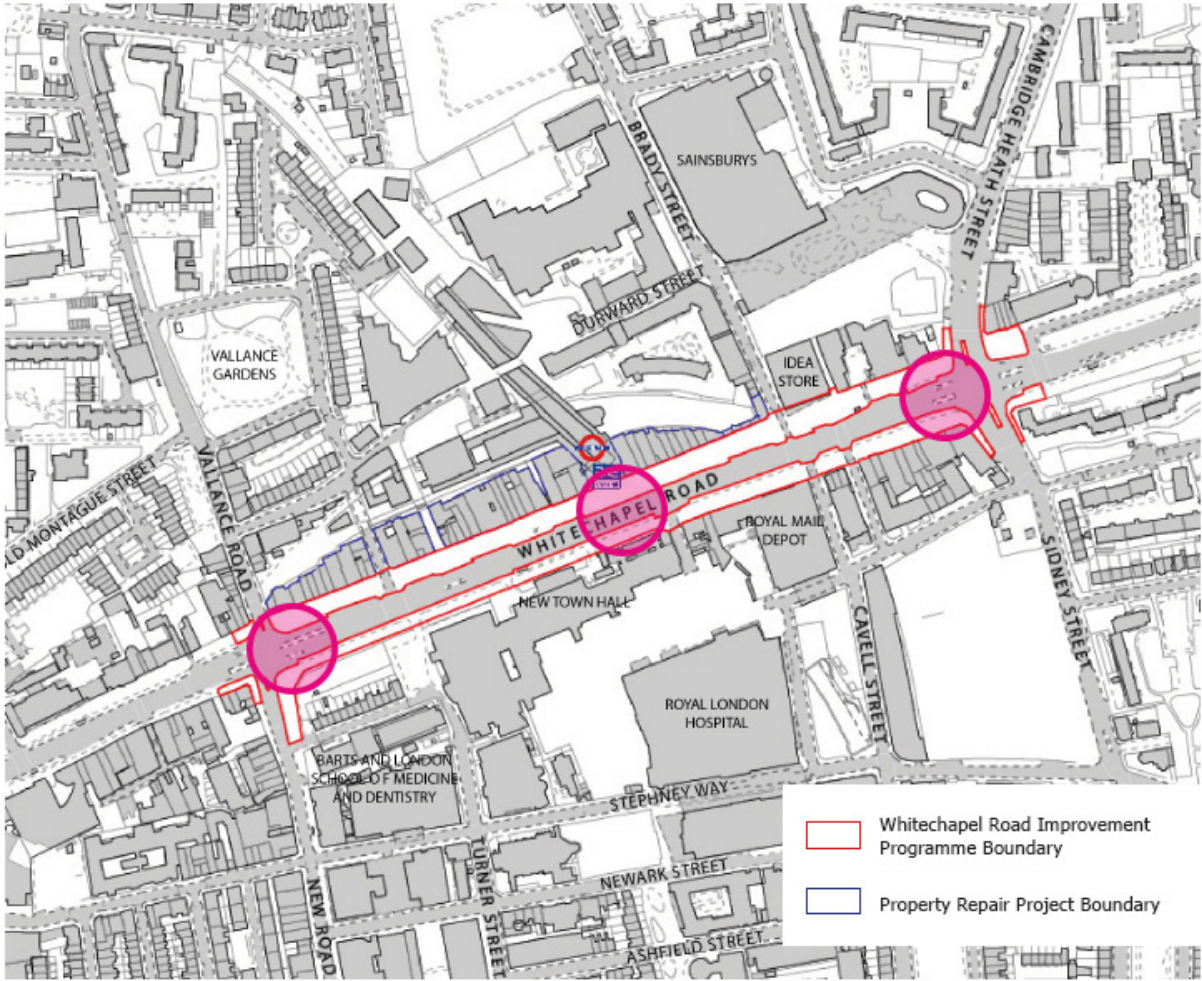 CAMBRIDGE HEATH STREET
BRADY STREET
SAINSBURYS
DURWARD STREET
VALLANCE
GARDENS
IDEA
STORE
LD MONTAGUE STREET
VALLANCE ROAD
WHITECHAPEL ROAD
ROYAL MAIL
DEPOT
NEW TOWN HALL
SIDNEY STREET
CAVELL STREET
ROYAL LONDON
HOSPITAL
BARTS AND LONDON
SCHOOL OF MEDICINE
AND DENTISTRY
STEPHNEY WAY
TURNER STREET
NEWARK STREET
NEW ROAD
ASHFIELD STREET
Whitechapel Road Improvement
Programme Boundary
Property Repair Project Boundary